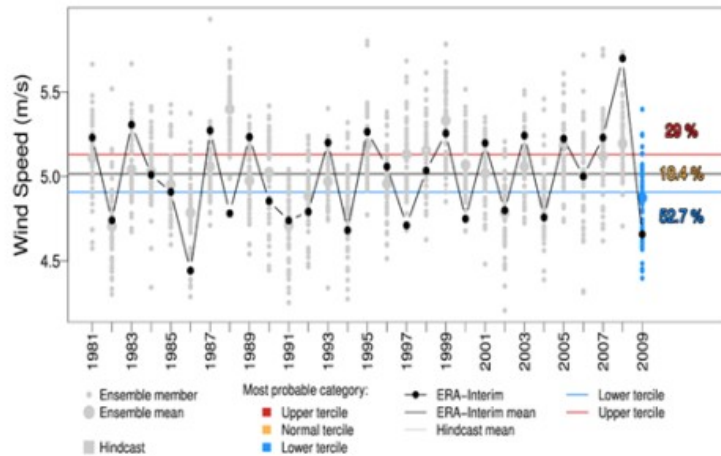 Wind Speed (m/s)
5.5
5.0
4.5
29 %
18.4 %
52.7 %
1981
1983
1985
1987
1989
1991
1993
1995
1997
1999
2001
2003
2005
2007
2009
Ensemble member
Ensemble mean
Hindcast
Most probable category:
Upper tercile
Normal tercile
Lower tercile
ERA-Interim
ERA-Interim mean
Hindcast mean
Lower tercile
Upper tercile